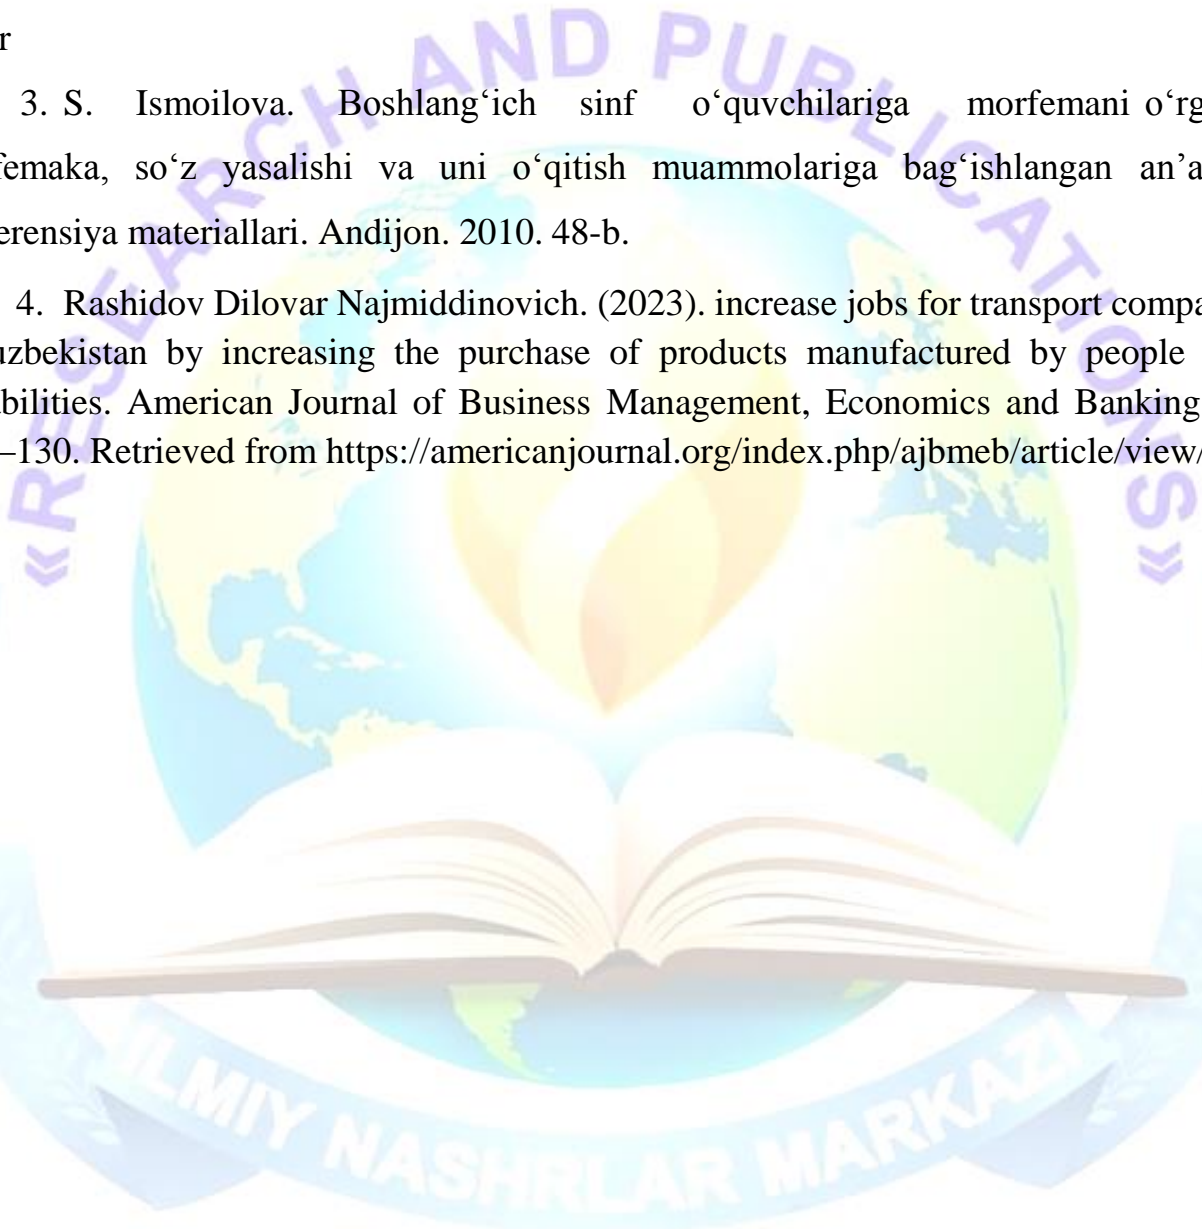 r
3. S. Ismoilova. Boshlang‘ich sinf o‘quvchilariga morfemani o‘rg
femaka, so‘z yasalishi va uni o‘qitish muammolariga bag‘ishlangan an’a
erensiya materiallari. Andijon. 2010. 48-b.
4. Rashidov Dilovar Najmiddinovich. (2023). increase jobs for transport compa
uzbekistan by increasing the purchase of products manufactured by people
abilities. American Journal of Business Management, Economics and Banking
–130. Retrieved from https://americanjournal.org/index.php/ajbmeb/article/view/
«RESEARCH AND PUBLICATIONS»
ILMIY NASHRLAR MARKAZI